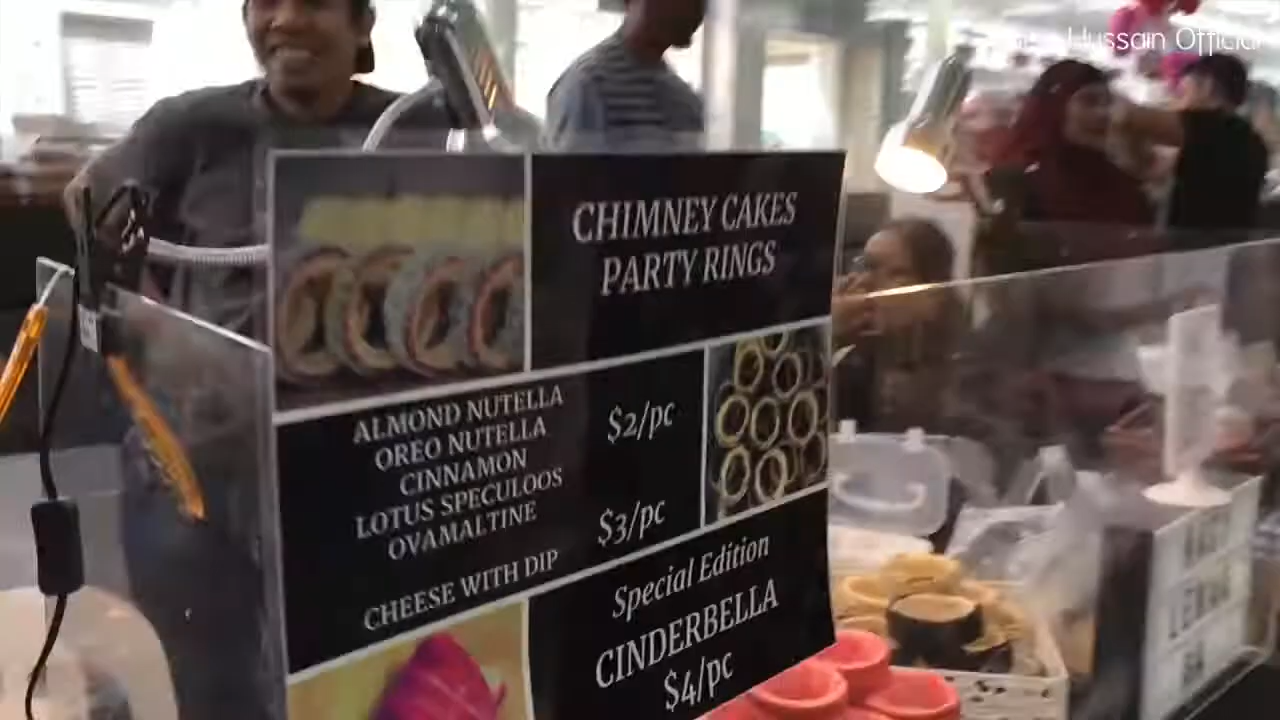 Hussain Official
CHIMNEY CAKES
PARTY RINGS
ALMOND NUTELLA
OREO NUTELLA
CINNAMON
LOTUS SPECULOOS
OVAMALTINE
$2/pc
CHEESE WITH DIP
$3/pc
Special Edition
CINDERBELLA
$4/pc